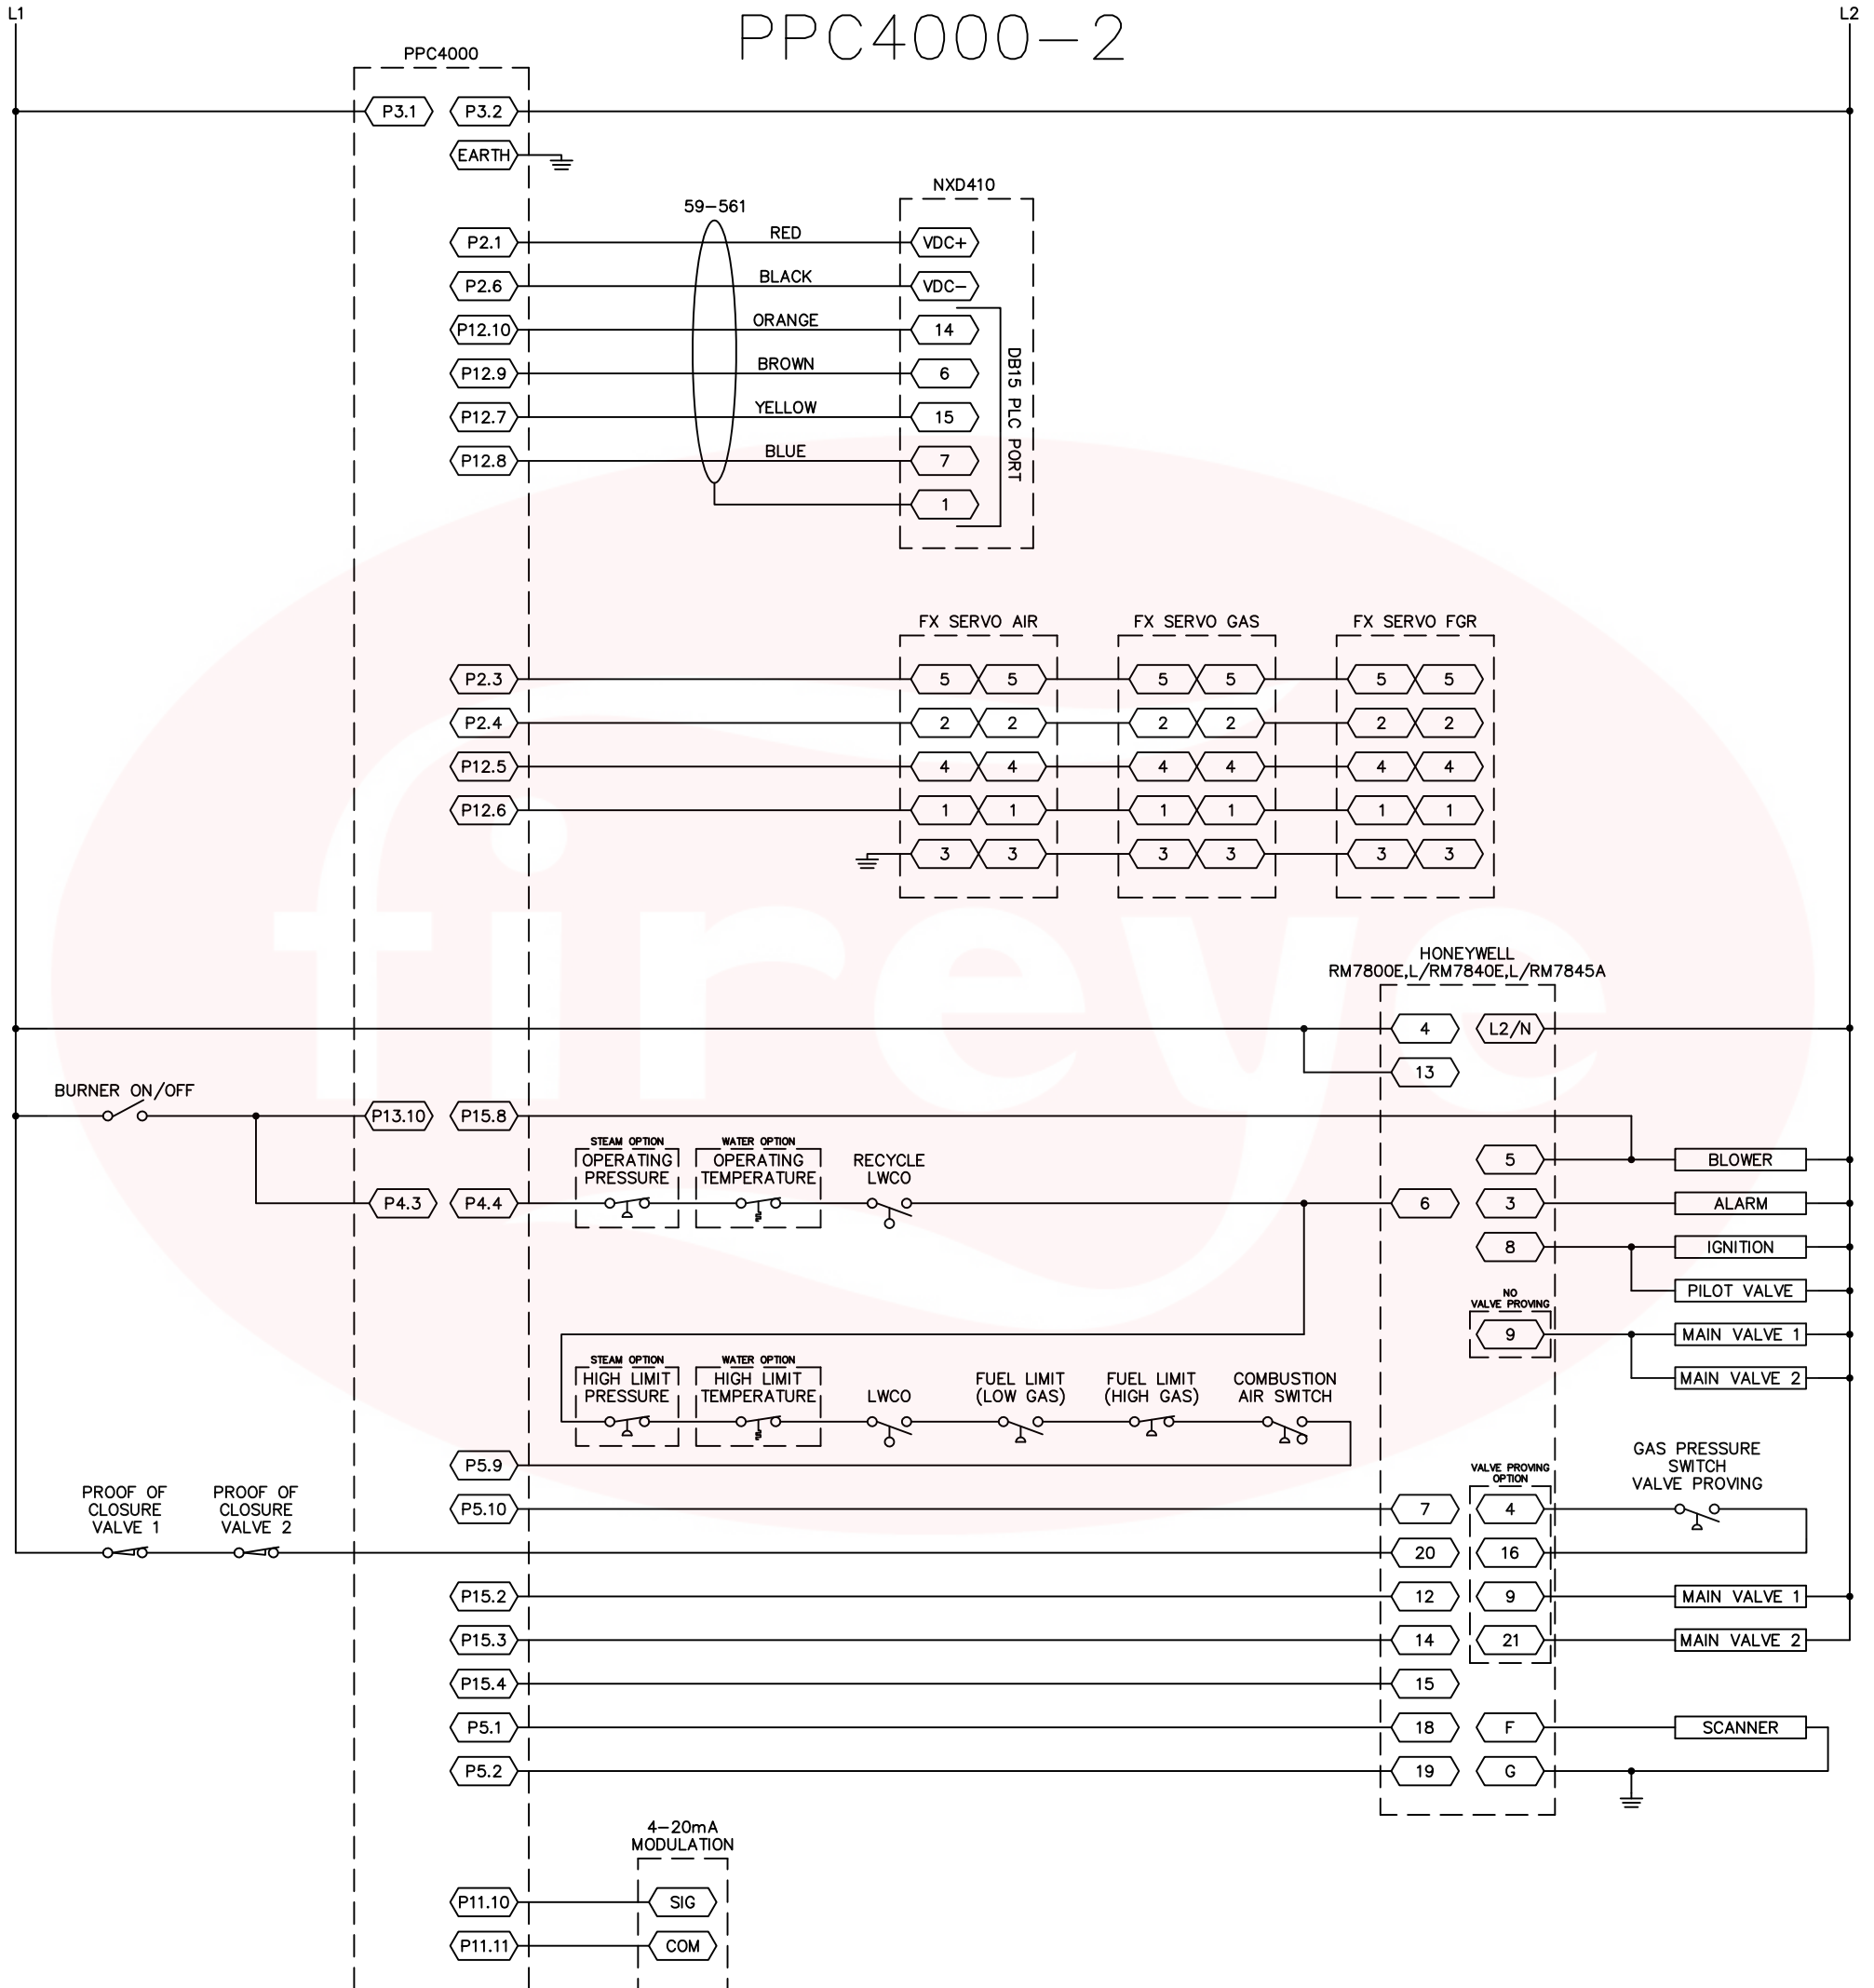 L1
PPC4000-2
L2
PPC4000
P3.1 P3.2
EARTH
NXD410
59-561
P2.1 RED VDC+
P2.6 BLACK VDC-
P12.10 ORANGE 14
P12.9 BROWN 6
P12.7 YELLOW 15
P12.8 BLUE 7
1
DB15 PLC PORT
FX SERVO AIR FX SERVO GAS FX SERVO FGR
P2.3 5 5 5 5 5 5
P2.4 2 2 2 2 2 2
P12.5 4 4 4 4 4 4
P12.6 1 1 1 1 1 1
3 3 3 3 3 3
fireye
HONEYWELL
RM7800E,L/RM7840E,L/RM7845A
4 L2/N
13
BURNER ON/OFF
P13.10 P15.8
STEAM OPTION
OPERATING
PRESSURE
WATER OPTION
OPERATING
TEMPERATURE
RECYCLE
LWCO
5 BLOWER
P4.3 P4.4 6 3 ALARM
8 IGNITION
PILOT VALVE
NO
VALVE PROVING
9 MAIN VALVE 1
MAIN VALVE 2
STEAM OPTION
HIGH LIMIT
PRESSURE
WATER OPTION
HIGH LIMIT
TEMPERATURE
LWCO
FUEL LIMIT
(LOW GAS)
FUEL LIMIT
(HIGH GAS)
COMBUSTION
AIR SWITCH
P5.9
GAS PRESSURE
SWITCH
VALVE PROVING
VALVE PROVING
OPTION
PROOF OF
CLOSURE
VALVE 1
PROOF OF
CLOSURE
VALVE 2
P5.10 7 4
20 16
P15.2 12 9 MAIN VALVE 1
P15.3 14 21 MAIN VALVE 2
P15.4 15
P5.1 18 F SCANNER
P5.2 19 G
4-20mA
MODULATION
P11.10 SIG
P11.11 COM